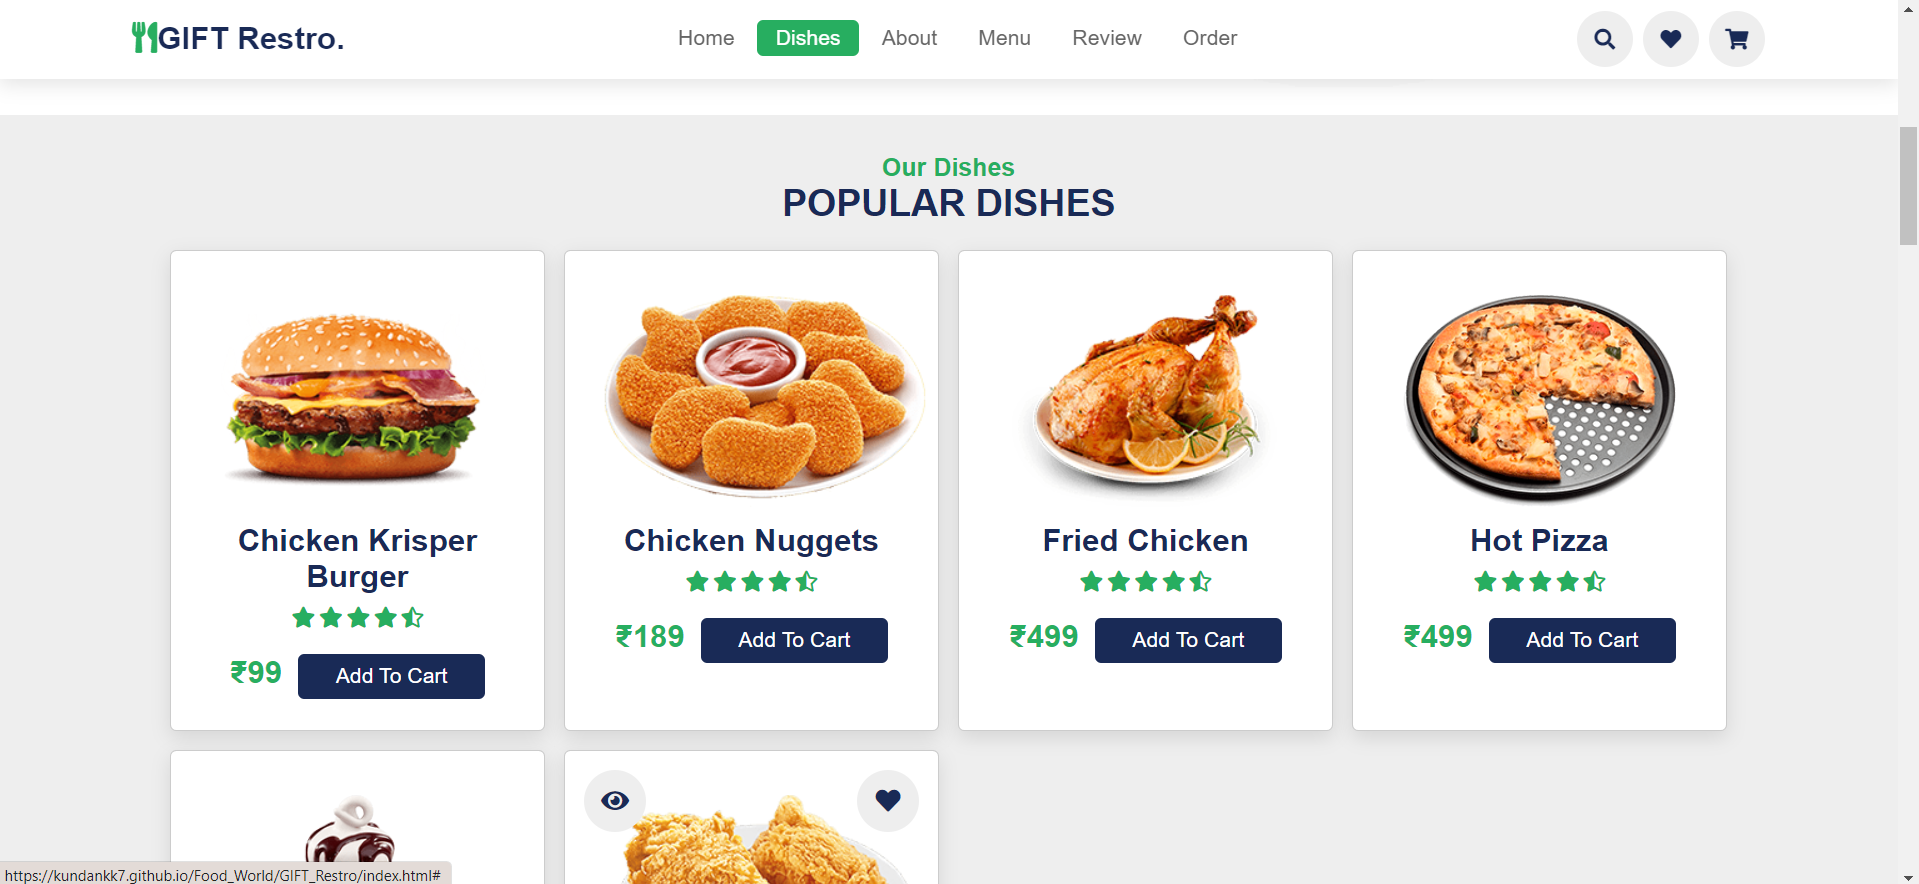 GIFT Restro.
Home
Dishes
About
Menu
Review
Order
Our Dishes
POPULAR DISHES
Chicken Krisper
Burger
₹99
Add To Cart
Chicken Nuggets
₹189
Add To Cart
Fried Chicken
₹499
Add To Cart
Hot Pizza
₹499
Add To Cart
https://kundankk7.github.io/Food_World/GIFT_Restro/index.html#